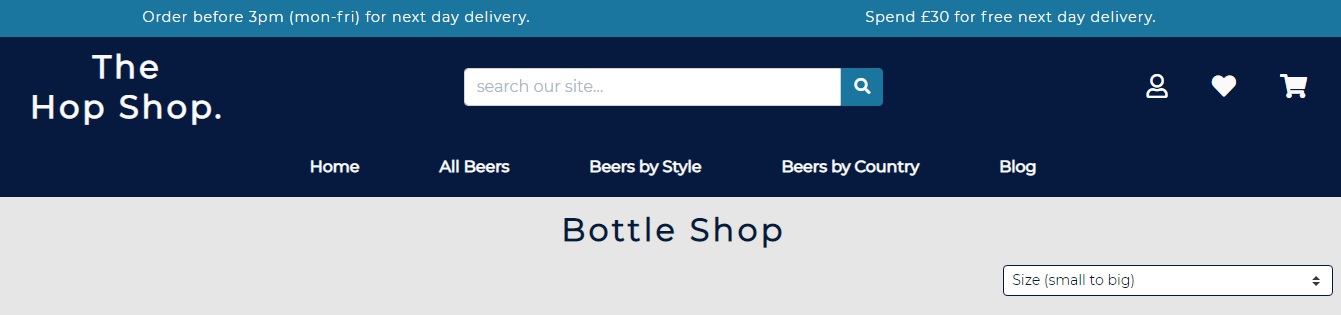 Order before 3pm (mon-fri) for next day delivery.
Spend £30 for free next day delivery.
The
Hop Shop.
search our site...
Home
All Beers
Beers by Style
Beers by Country
Blog
Bottle Shop
Size (small to big)